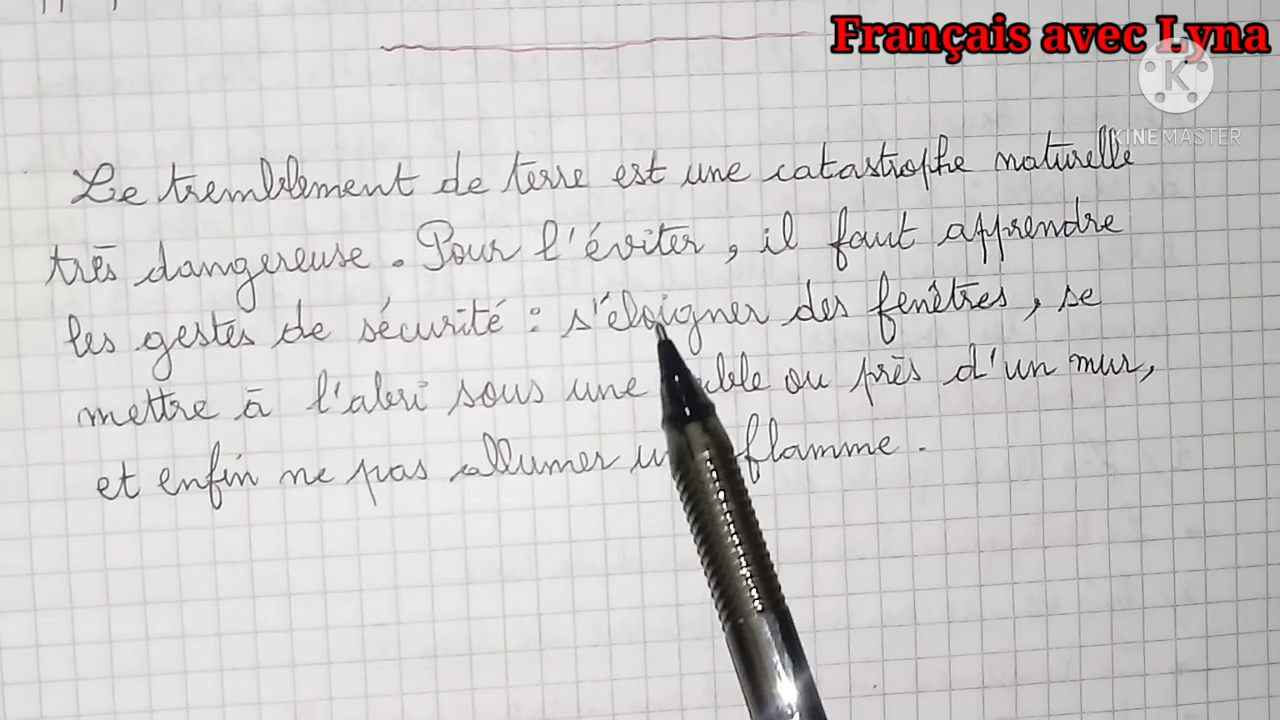 Français avec Lyna
KINEMASTER
Le tremblement de terre est une catastrophe naturelle
très dangereuse. Pour l'éviter, il faut apprendre
les gestes de sécurité : s'éloigner des fenêtres, se
mettre à l'abri sous une table ou près d'un mur,
et enfin ne pas allumer flamme.